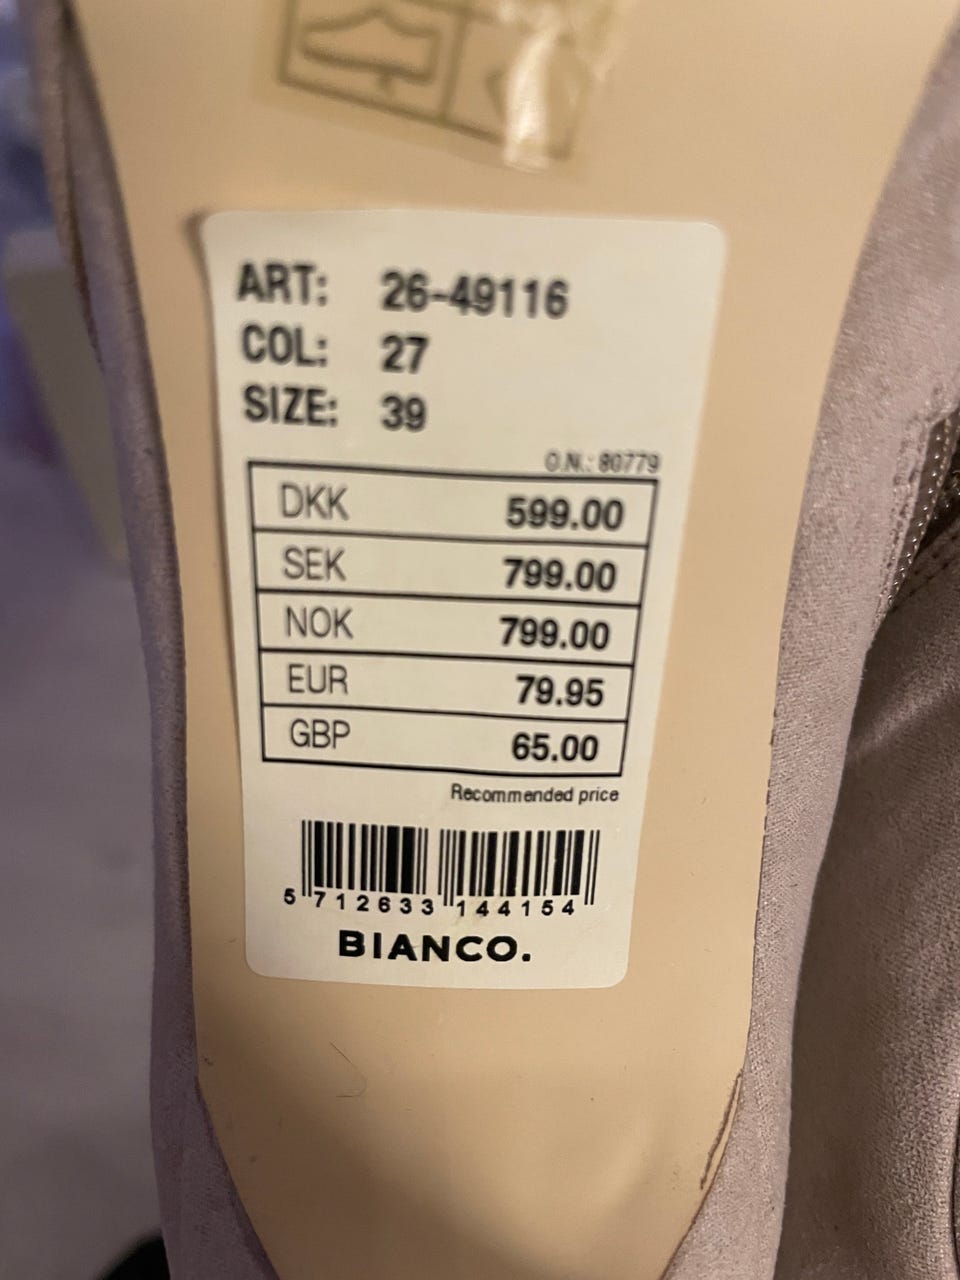 ART: 26-49116
COL: 27
SIZE: 39
O.N.: 80779
DKK 599.00
SEK 799.00
NOK 799.00
EUR 79.95
GBP 65.00
Recommended price
5 712633 144154
BIANCO.